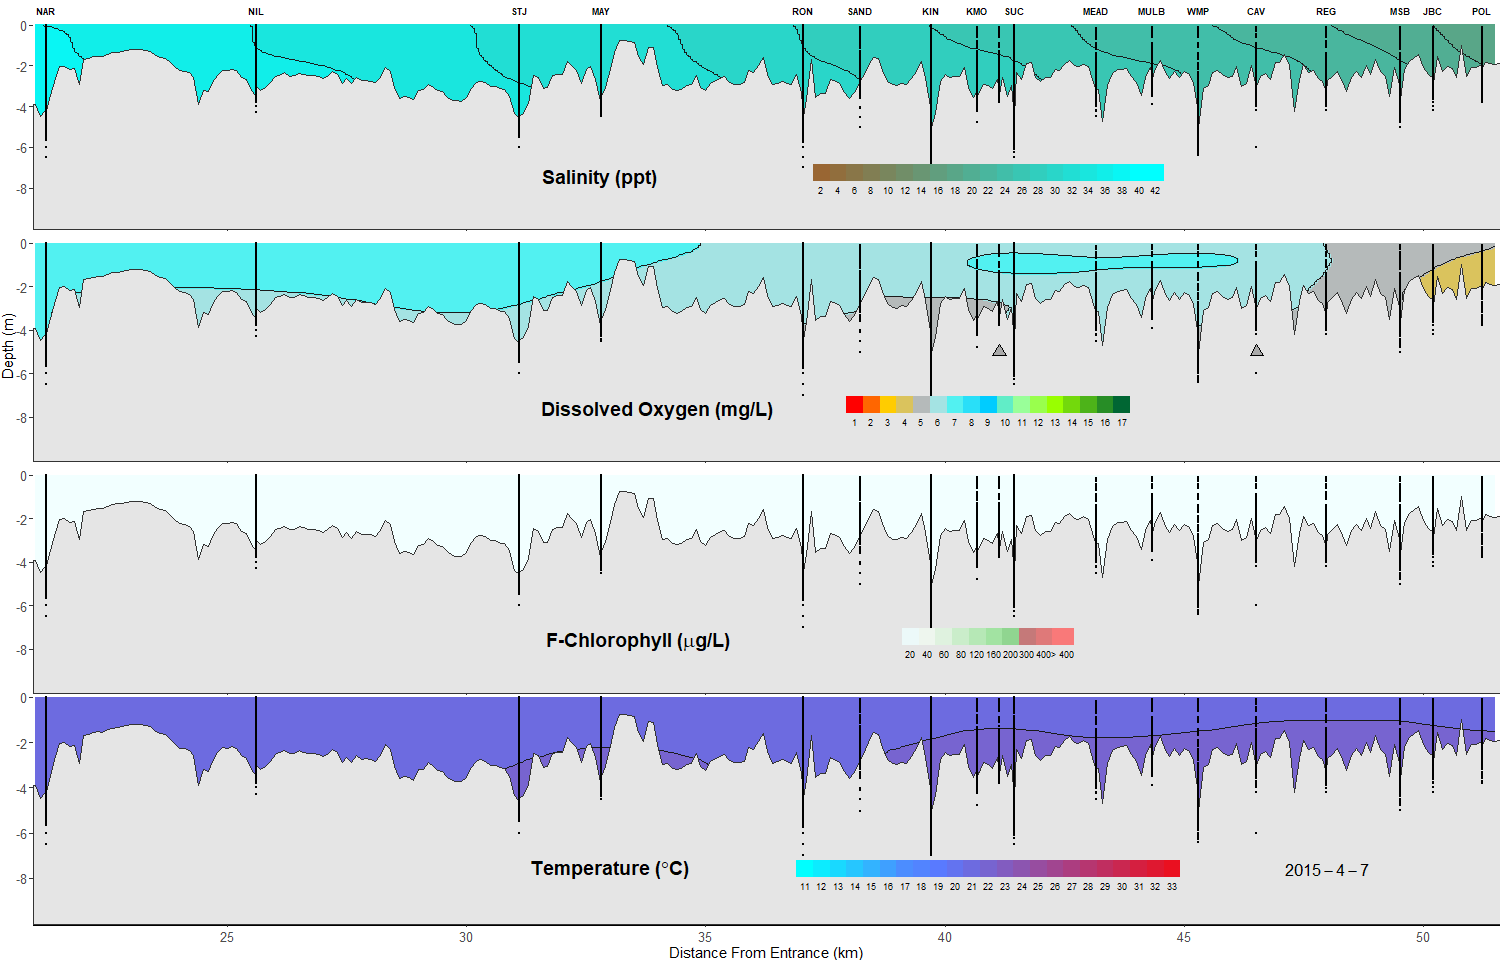 NAR NIL STJ MAY RON SAND KIN KMO SUC MEAD MULB WMP CAV REG MSB JBC POL
0
-2
-4
-6
-8
Salinity (ppt)
2 4 6 8 10 12 14 16 18 20 22 24 26 28 30 32 34 36 38 40 42
0
-2
-4
-6
-8
Depth (m)
Dissolved Oxygen (mg/L)
1 2 3 4 5 6 7 8 9 10 11 12 13 14 15 16 17
0
-2
-4
-6
-8
F-Chlorophyll (μg/L)
20 40 60 80 120 160 200 300 400> 400
0
-2
-4
-6
-8
Temperature (°C)
11 12 13 14 15 16 17 18 19 20 21 22 23 24 25 26 27 28 29 30 31 32 33
2015 – 4 – 7
25 30 35 40 45 50
Distance From Entrance (km)